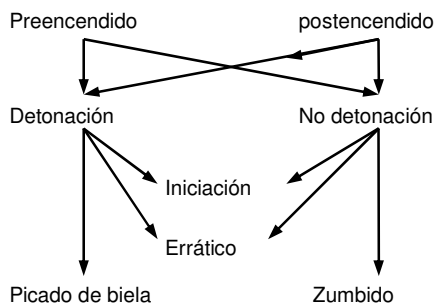 Preencendido postencendido
Detonación No detonación
Iniciación
Errático
Picado de biela Zumbido